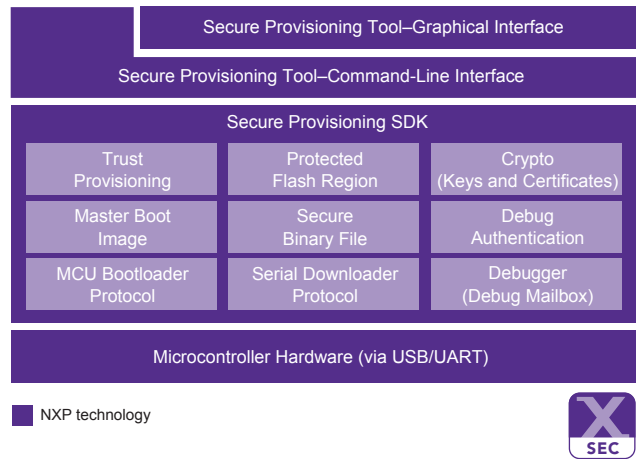 Secure Provisioning Tool–Graphical Interface
Secure Provisioning Tool–Command-Line Interface
Secure Provisioning SDK
Trust
Provisioning
Protected
Flash Region
Crypto
(Keys and Certificates)
Master Boot
Image
Secure
Binary File
Debug
Authentication
MCU Bootloader
Protocol
Serial Downloader
Protocol
Debugger
(Debug Mailbox)
Microcontroller Hardware (via USB/UART)
NXP technology
X
SEC